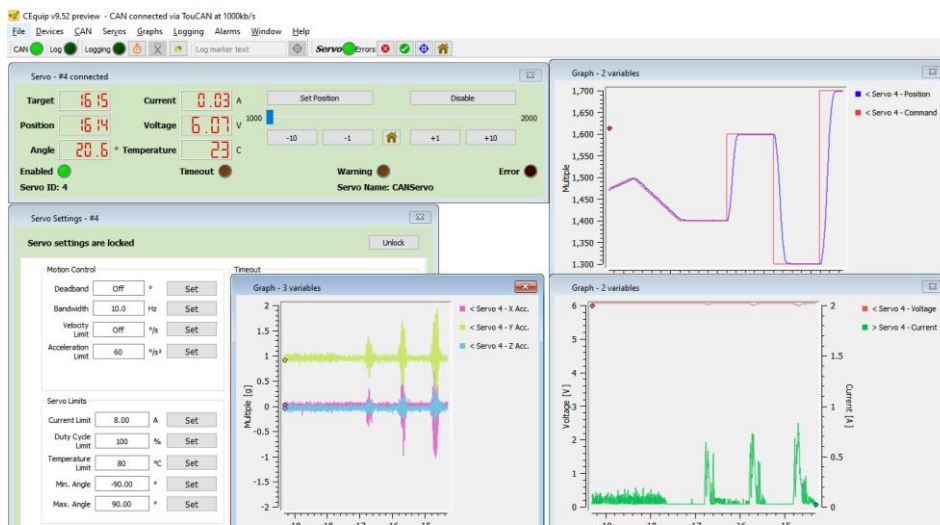 CEquip v9.52 preview - CAN connected via TouCAN at 1000kb/s
File Devices CAN Servos Graphs Logging Alarms Window Help
CAN Log Logging Log marker text Servo Errors
Servo - #4 connected
Target 1615 Current 0.03 A Set Position Disable
Position 1614 Voltage 6.07 V 1000 2000
-10 -1 +1 +10
Angle 20.6 ° Temperature 23 C
Enabled Timeout Warning Error
Servo ID: 4 Servo Name: CANServo
Graph - 2 variables
1,700
1,600
1,500
1,450
1,400
1,350
1.300
Multiple
< Servo 4 - Position
< Servo 4 - Command
Servo Settings - #4
Servo settings are locked Unlock
Motion Control Timeout
Deadband Off ° Set
Bandwidth 10.0 Hz Set
Velocity Limit Off °/s Set
Acceleration Limit 60 °/s² Set
Servo Limits
Current Limit 8.00 A Set
Duty Cycle Limit 100 % Set
Temperature Limit 80 °C Set
Min. Angle -90.00 ° Set
Max. Angle 90.00 ° Set
Graph - 3 variables
2
1.5
1
0.5
0
-0.5
-1
-1.5
-2
Multiple [g]
< Servo 4 - X Acc.
< Servo 4 - Y Acc.
< Servo 4 - Z Acc.
17 16 15
Graph - 2 variables
6
5
4
3
2
1
0
Voltage [V]
2
1.5
1
0.5
0
Current [A]
< Servo 4 - Voltage
> Servo 4 - Current
18 17 16 15